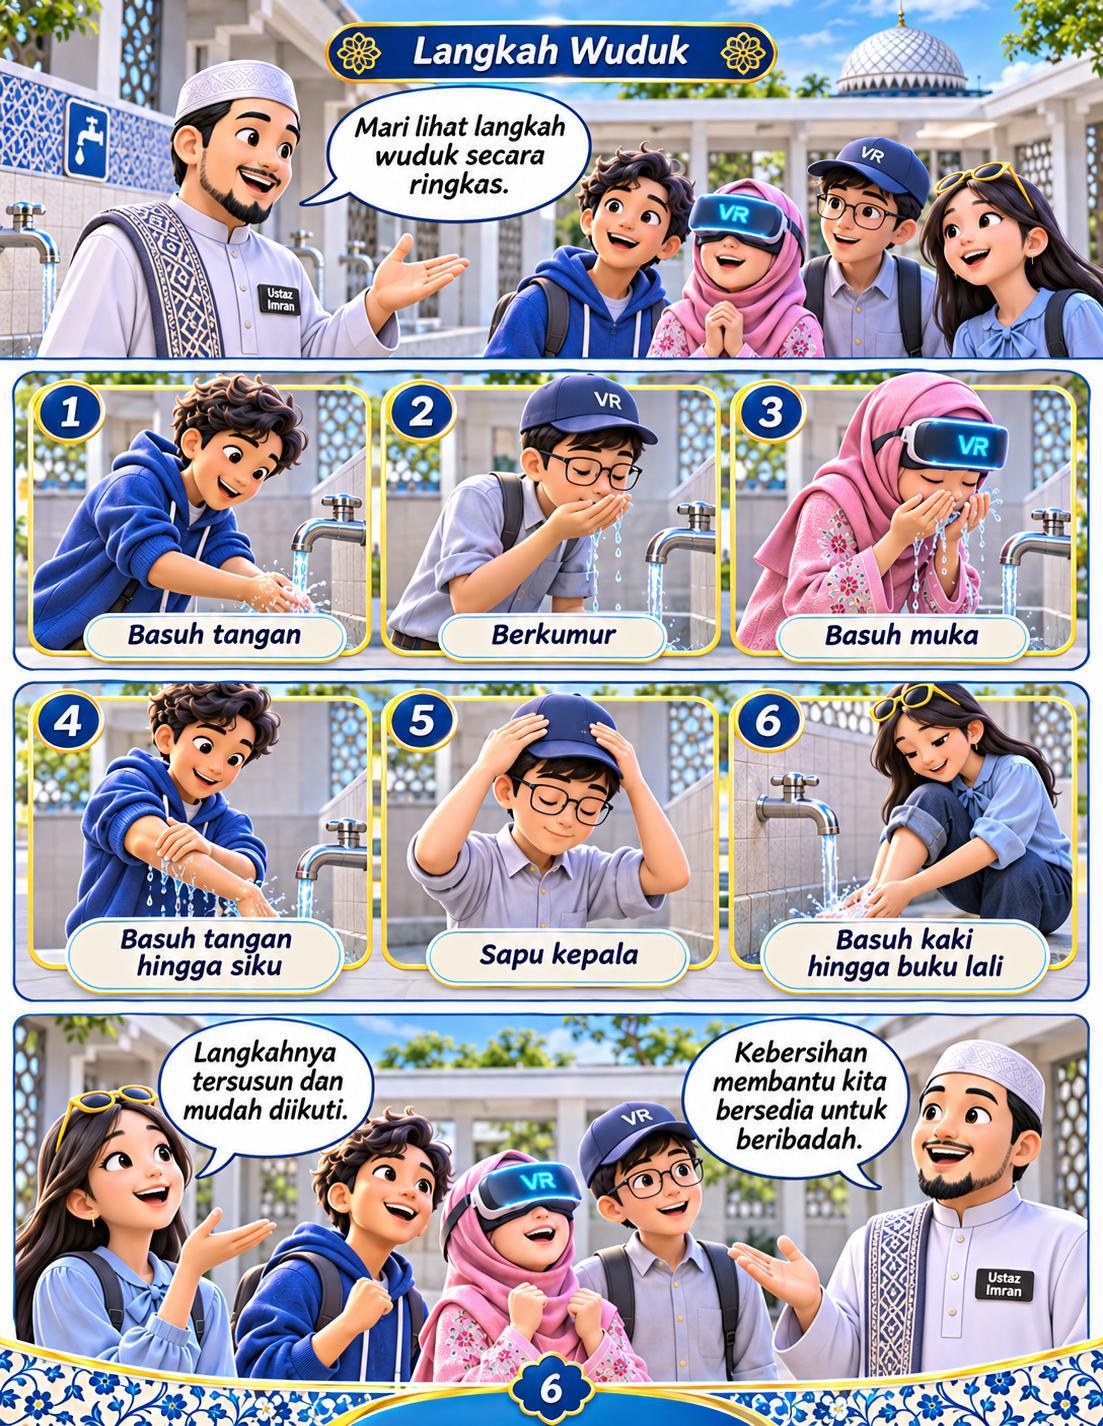 Langkah Wuduk
Mari lihat langkah
wuduk secara
ringkas.
VR
VR
Ustaz
Imran
1
Basuh tangan
2
VR
Berkumur
3
VR
Basuh muka
4
Basuh tangan
hingga siku
5
Sapu kepala
6
Basuh kaki
hingga buku lali
Langkahnya
tersusun dan
mudah diikuti.
Kebersihan
membantu kita
bersedia untuk
beribadah.
VR
VR
Ustaz
Imran
6